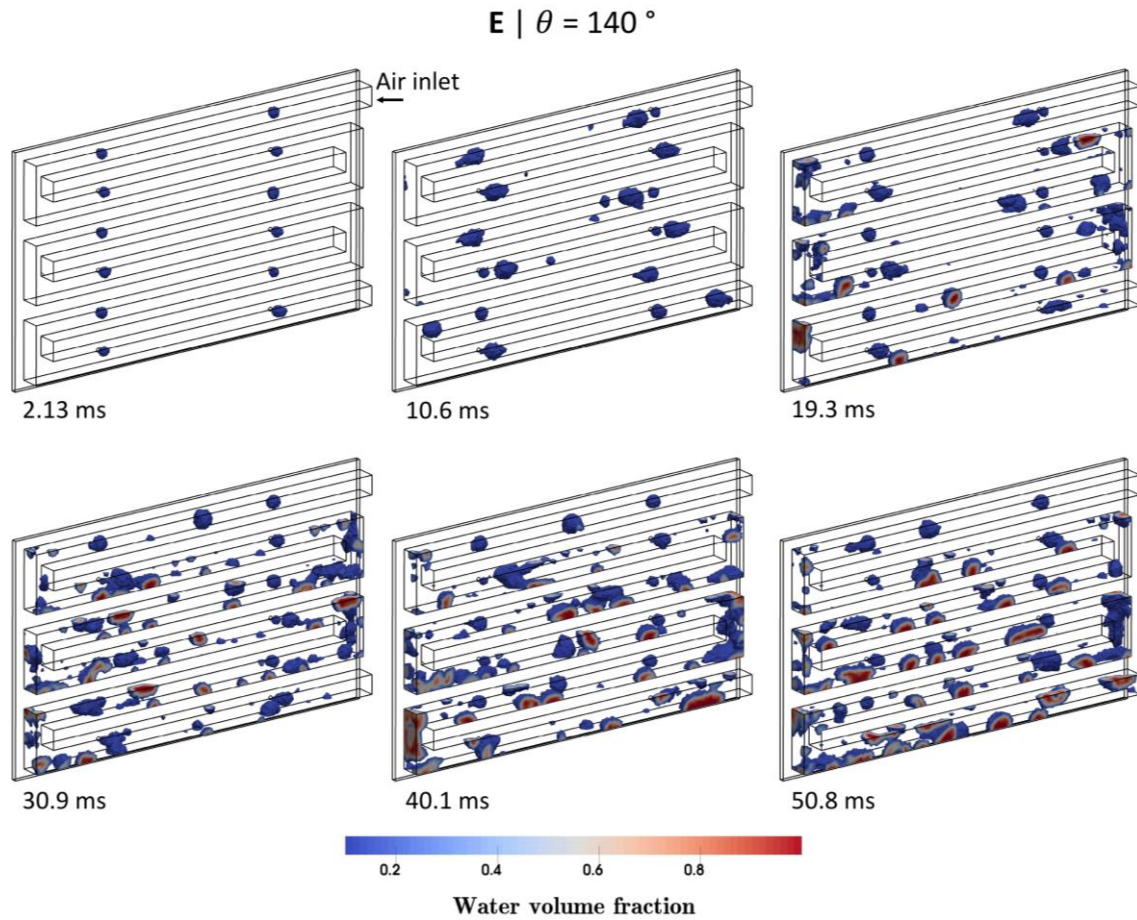 E | θ = 140 °
Air inlet
2.13 ms
10.6 ms
19.3 ms
30.9 ms
40.1 ms
50.8 ms
0.2 0.4 0.6 0.8
Water volume fraction